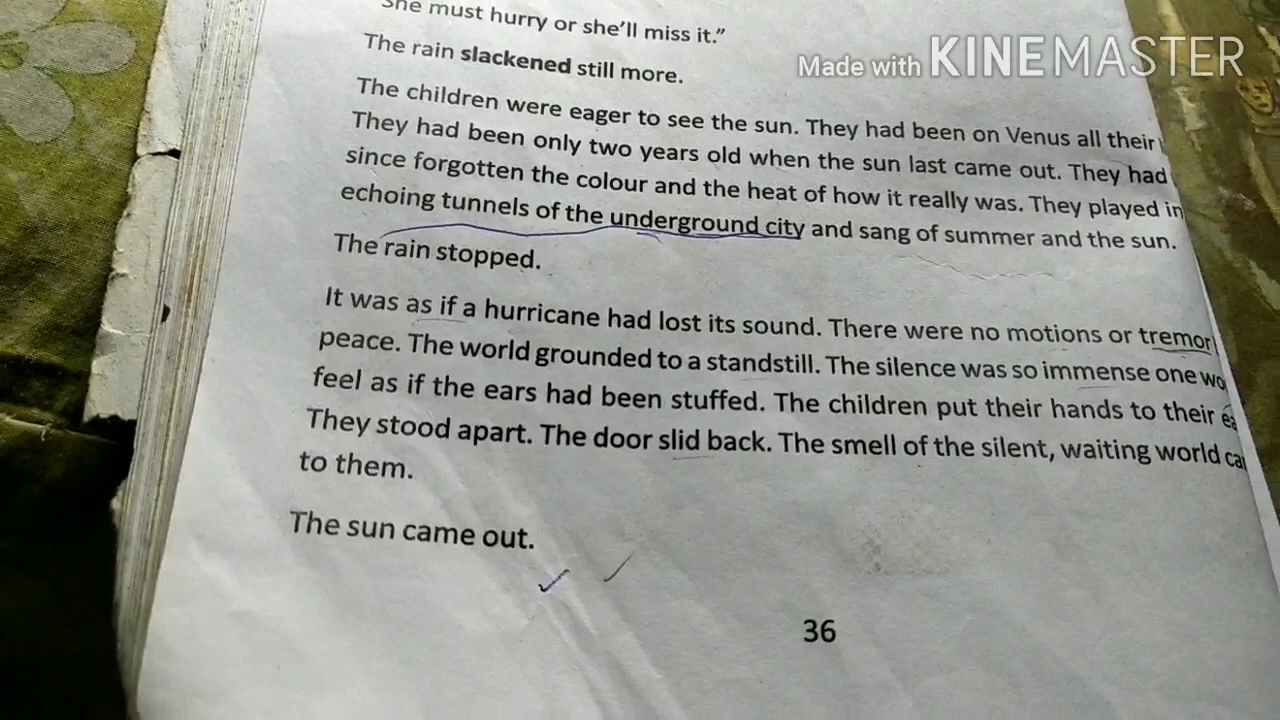 She must hurry or she'll miss it."
Made with KINEMASTER
The rain slackened still more.
The children were eager to see the sun. They had been on Venus all their
They had been only two years old when the sun last came out. They had
since forgotten the colour and the heat of how it really was. They played in
echoing tunnels of the underground city and sang of summer and the sun.
The rain stopped.
It was as if a hurricane had lost its sound. There were no motions or tremor
peace. The world grounded to a standstill. The silence was so immense one
feel as if the ears had been stuffed. The children put their hands to their
They stood apart. The door slid back. The smell of the silent, waiting world
to them.
The sun came out.
36